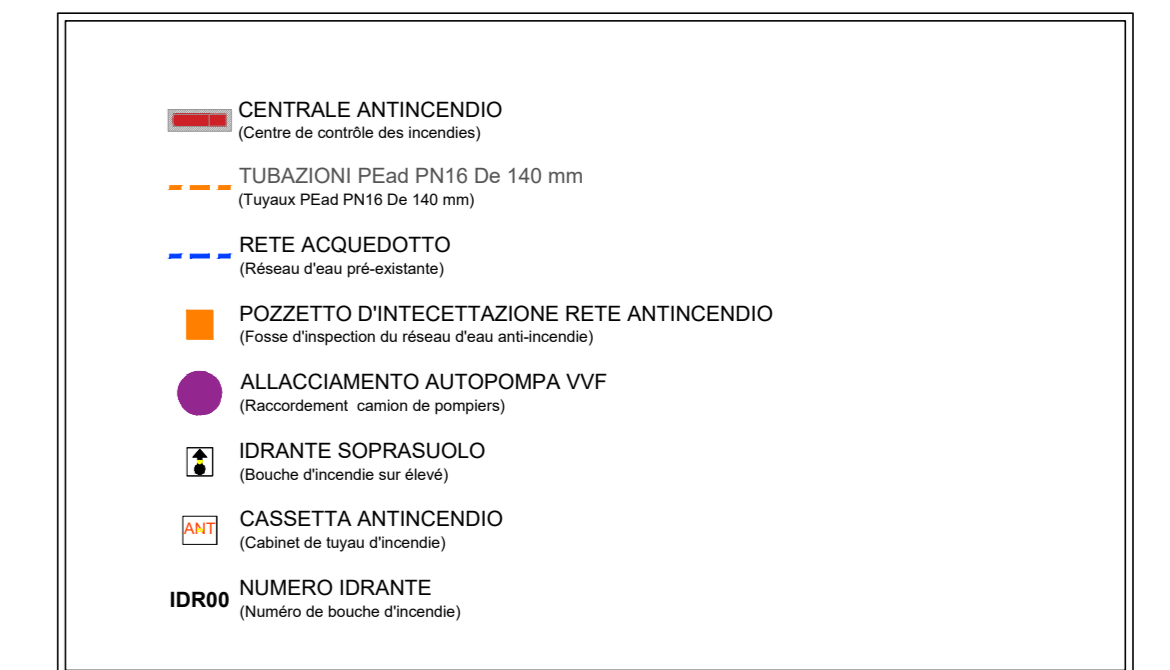 CENTRALE ANTINCENDIO
(Centre de contrôle des incendies)
TUBAZIONI PEad PN16 De 140 mm
(Tuyaux PEad PN16 De 140 mm)
RETE ACQUEDOTTO
(Réseau d'eau pré-existante)
POZZETTO D'INTECETTAZIONE RETE ANTINCENDIO
(Fosse d'inspection du réseau d'eau anti-incendie)
ALLACCIAMENTO AUTOPOMPA VVF
(Raccordement camion de pompiers)
IDRANTE SOPRASUOLO
(Bouche d'incendie sur élevé)
ANT CASSETTA ANTINCENDIO
(Cabinet de tuyau d'incendie)
IDR00 NUMERO IDRANTE
(Numéro de bouche d'incendie)